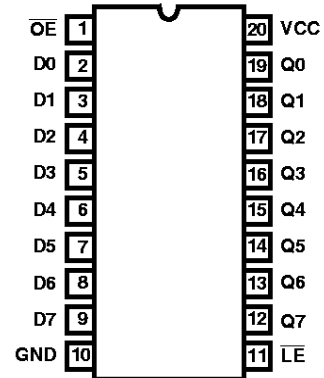 O̅E̅ 1 20 VCC
D0 2 19 Q0
D1 3 18 Q1
D2 4 17 Q2
D3 5 16 Q3
D4 6 15 Q4
D5 7 14 Q5
D6 8 13 Q6
D7 9 12 Q7
GND 10 11 L̅E̅